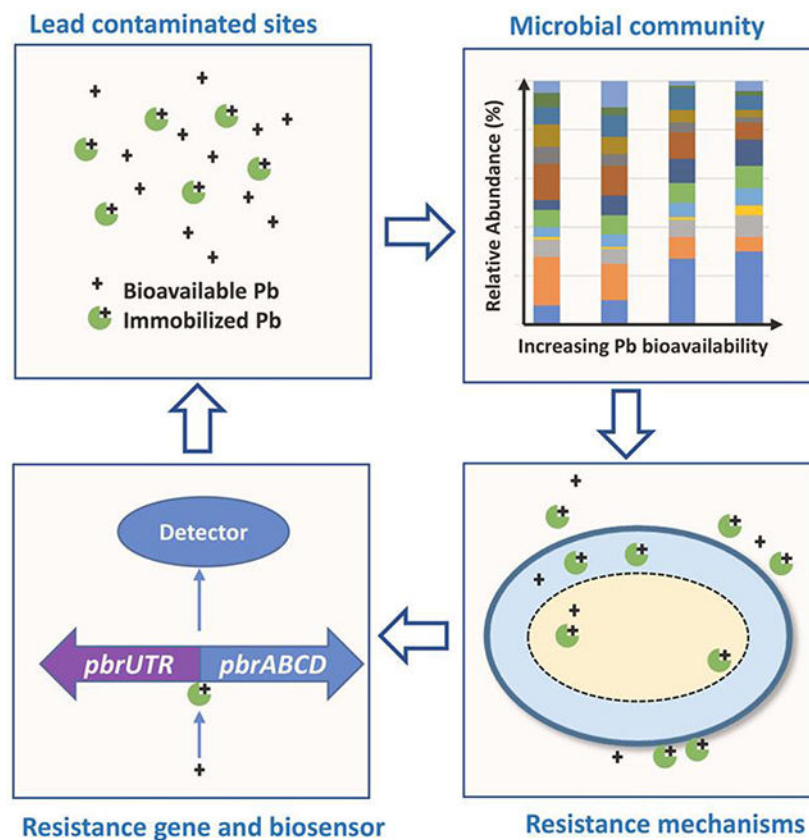 Lead contaminated sites
Microbial community
+ Bioavailable Pb
Immobilized Pb
Relative Abundance (%)
Increasing Pb bioavailability
Detector
pbrUTR pbrABCD
Resistance gene and biosensor
Resistance mechanisms